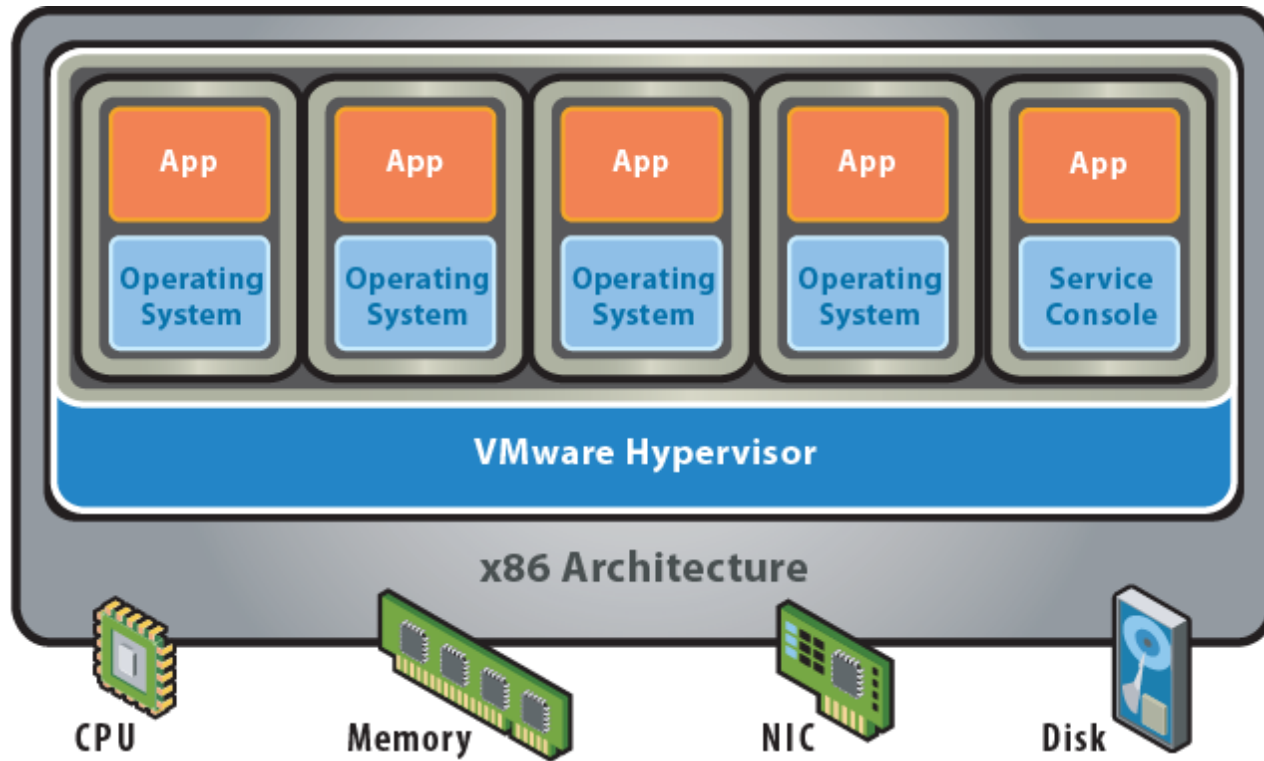 App
App
App
App
App
Operating
System
Operating
System
Operating
System
Operating
System
Service
Console
VMware Hypervisor
x86 Architecture
CPU
Memory
NIC
Disk